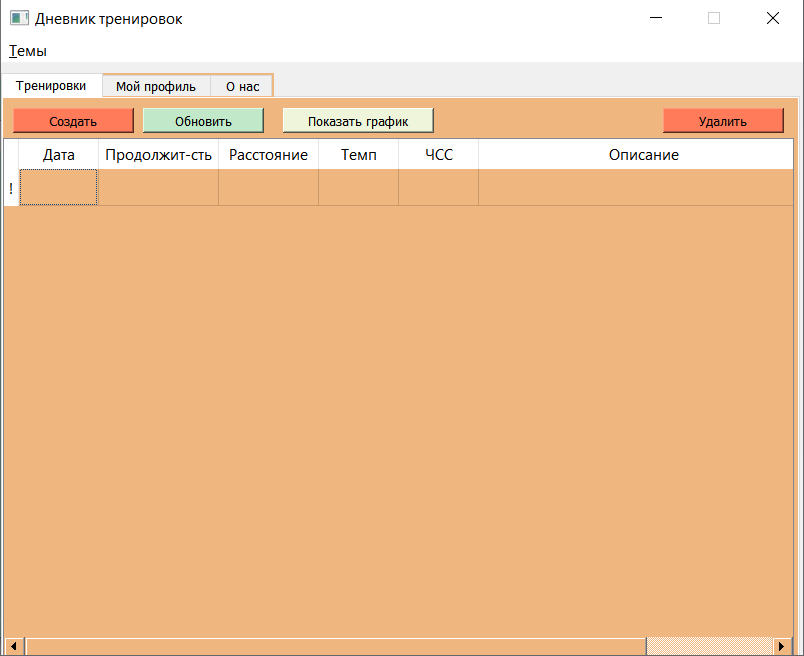 Дневник тренировок
Темы
Тренировки Мой профиль О нас
Создать Обновить Показать график Удалить
Дата Продолжит-сть Расстояние Темп ЧСС Описание
!